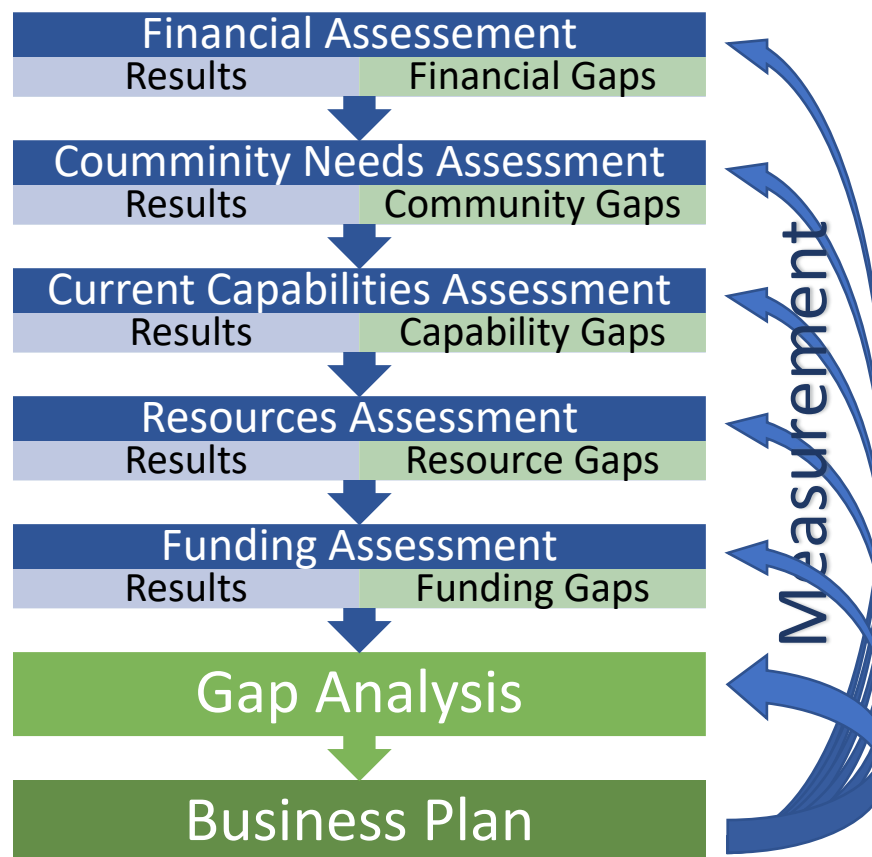 Financial Assessement
Results Financial Gaps
Coumminity Needs Assessment
Results Community Gaps
Current Capabilities Assessment
Results Capability Gaps
Resources Assessment
Results Resource Gaps
Funding Assessment
Results Funding Gaps
Gap Analysis
Business Plan
Measurement